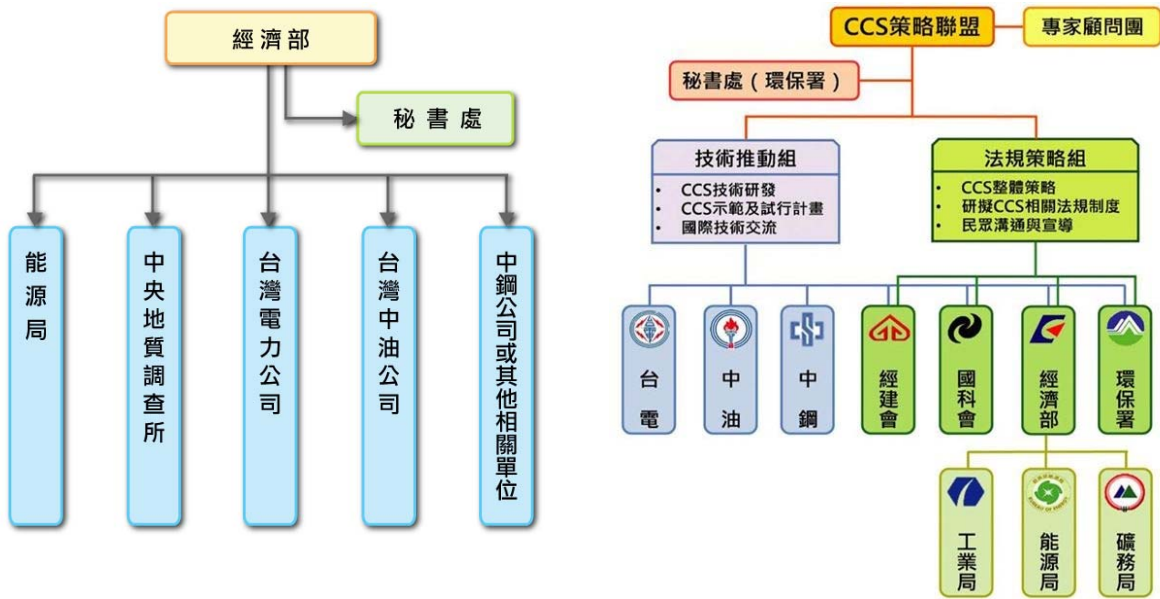 經濟部
秘書處
能源局
中央地質調查所
台灣電力公司
台灣中油公司
中鋼公司或其他相關單位
CCS策略聯盟
專家顧問團
秘書處（環保署）
技術推動組
• CCS技術研發
• CCS示範及試行計畫
• 國際技術交流
法規策略組
• CCS整體策略
• 研擬CCS相關法規制度
• 民眾溝通與宣導
台電
中油
中鋼
經建會
國科會
經濟部
環保署
工業局
能源局
礦務局